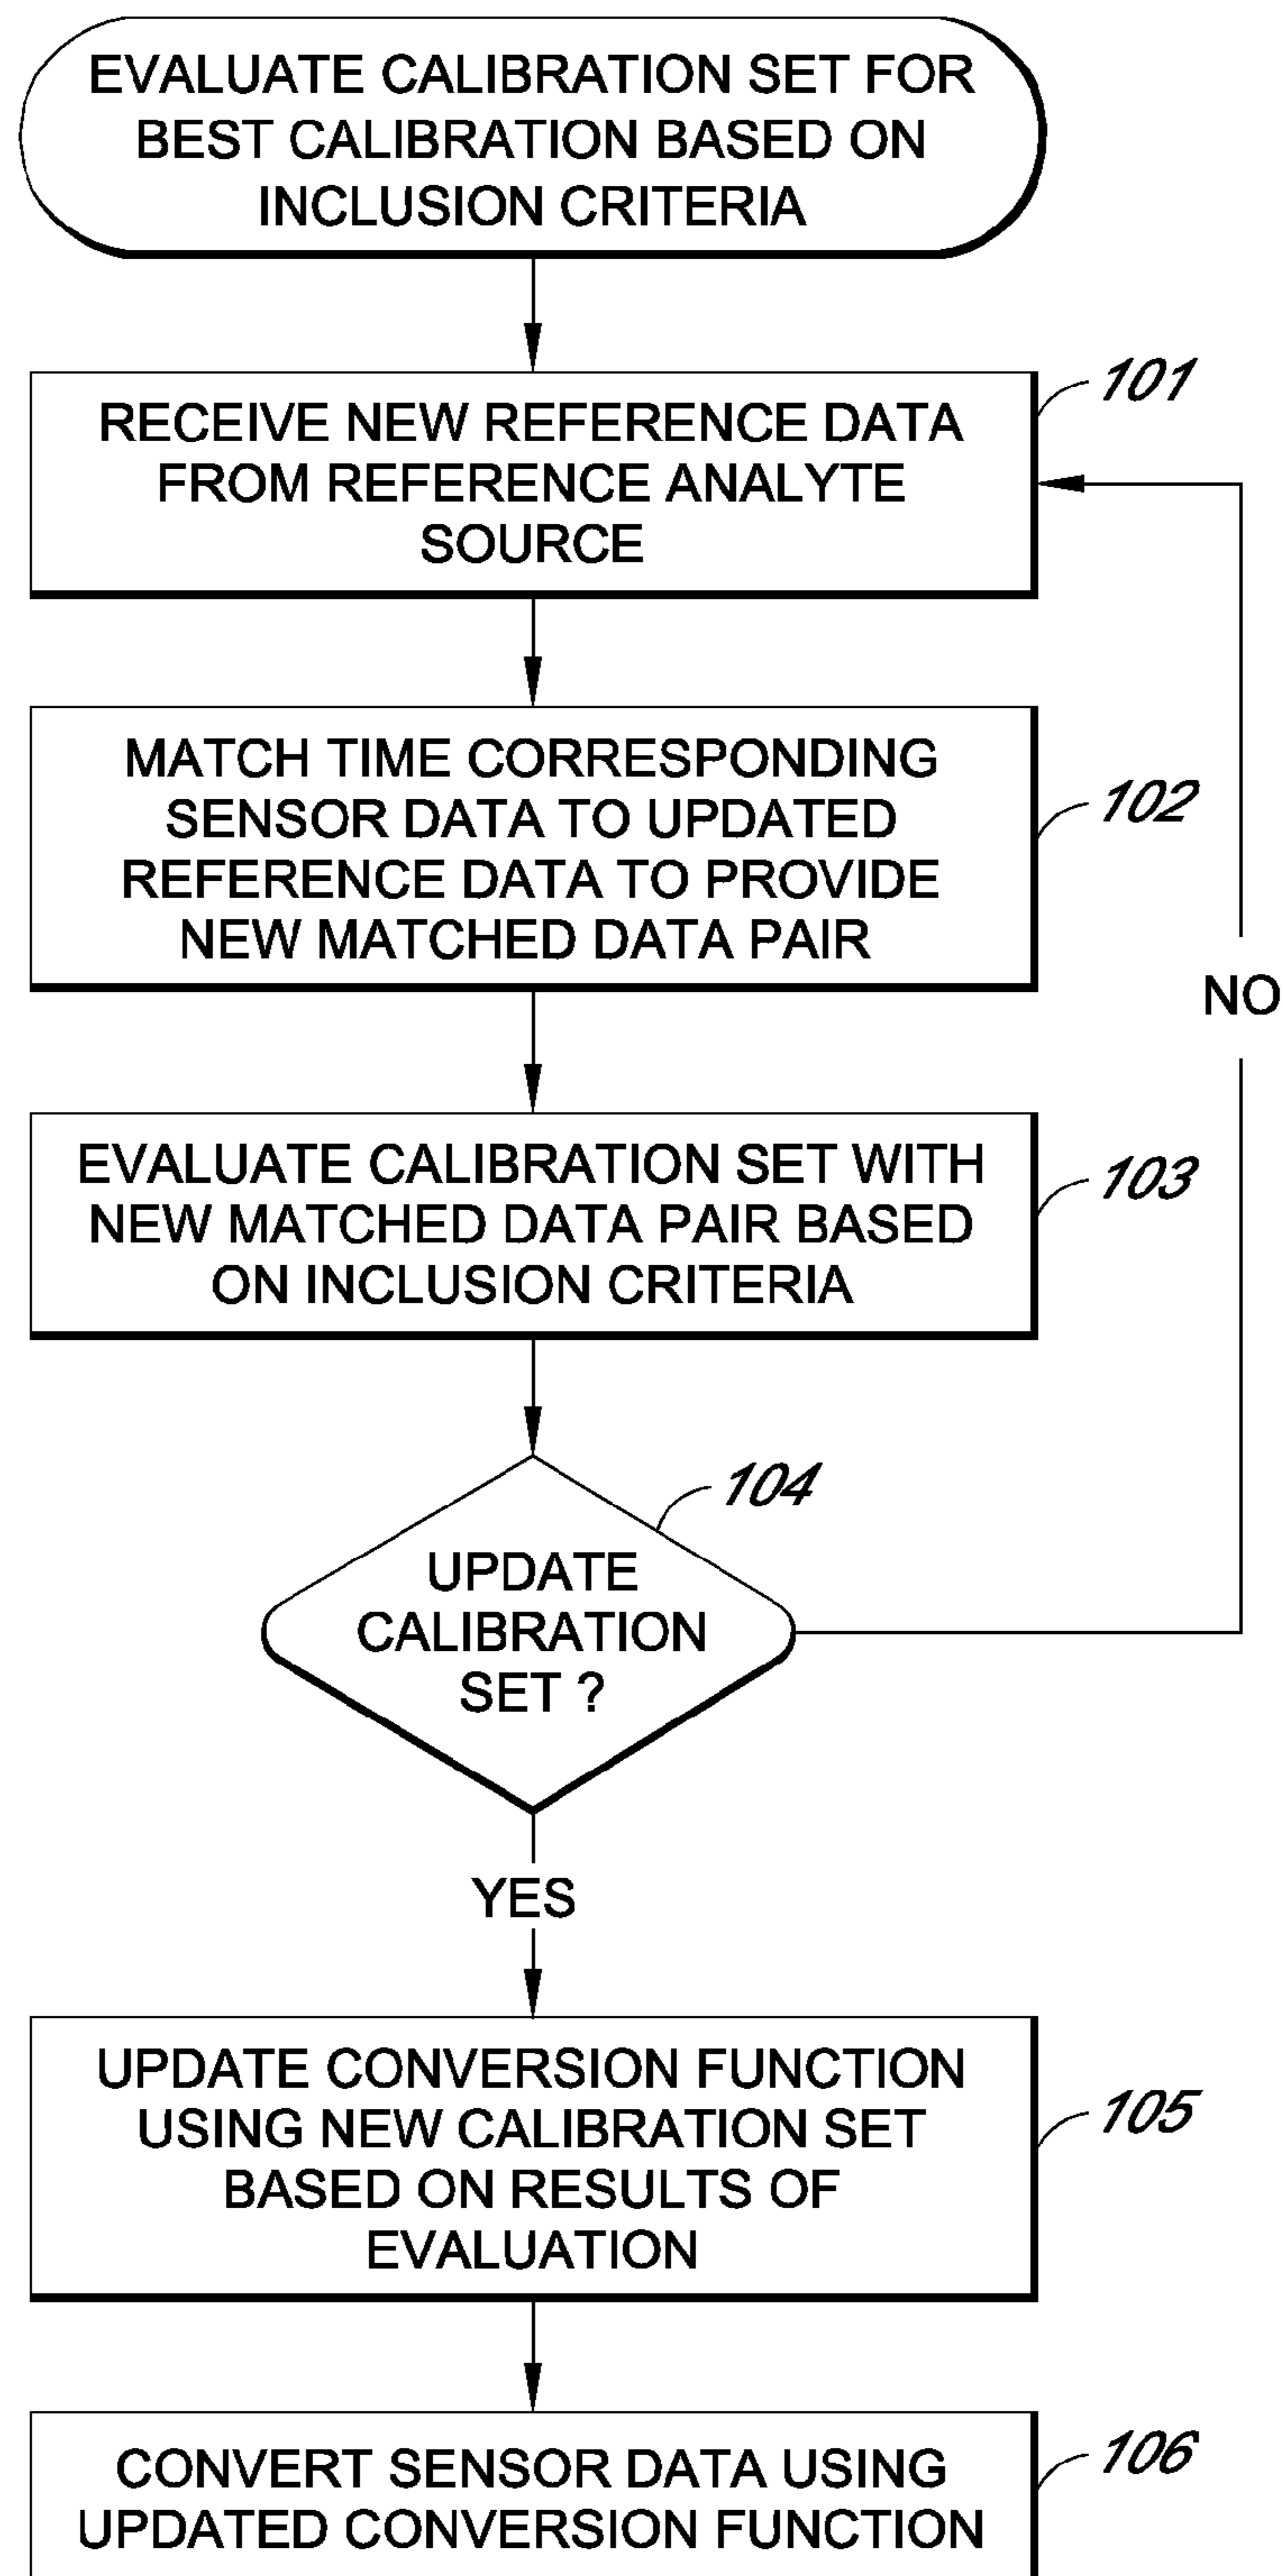 EVALUATE CALIBRATION SET FOR
BEST CALIBRATION BASED ON
INCLUSION CRITERIA
101
RECEIVE NEW REFERENCE DATA
FROM REFERENCE ANALYTE
SOURCE
102
MATCH TIME CORRESPONDING
SENSOR DATA TO UPDATED
REFERENCE DATA TO PROVIDE
NEW MATCHED DATA PAIR
NO
103
EVALUATE CALIBRATION SET WITH
NEW MATCHED DATA PAIR BASED
ON INCLUSION CRITERIA
104
UPDATE
CALIBRATION
SET ?
YES
105
UPDATE CONVERSION FUNCTION
USING NEW CALIBRATION SET
BASED ON RESULTS OF
EVALUATION
106
CONVERT SENSOR DATA USING
UPDATED CONVERSION FUNCTION